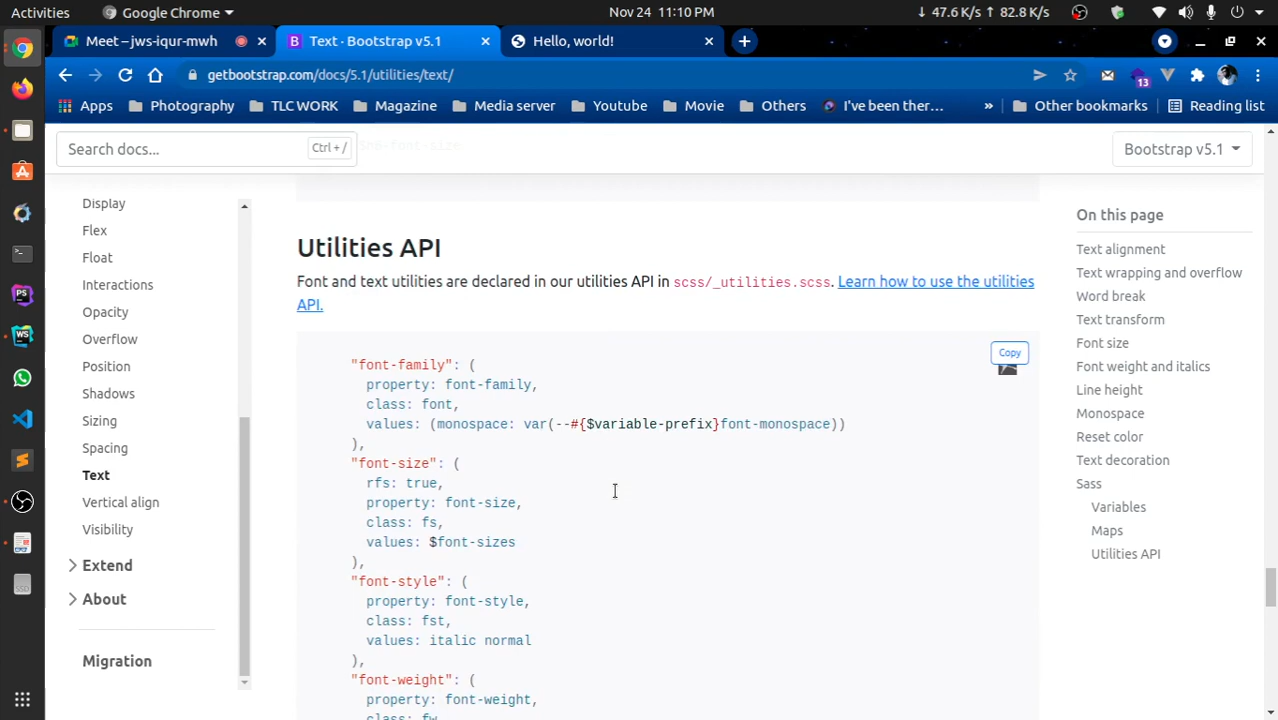 Activities
Google Chrome
Nov 24 11:10 PM
↓ 47.6 K/s ↑ 82.8 K/s
Meet – jws-iqur-mwh
Text · Bootstrap v5.1
Hello, world!
getbootstrap.com/docs/5.1/utilities/text/
13
Apps
Photography
TLC WORK
Magazine
Media server
Youtube
Movie
Others
I've been ther...
»
Other bookmarks
Reading list
Search docs...
Ctrl + /
Bootstrap v5.1
Display
Flex
Float
Interactions
Opacity
Overflow
Position
Shadows
Sizing
Spacing
Text
Vertical align
Visibility
Extend
About
Migration
$h6-font-size
Utilities API
Font and text utilities are declared in our utilities API in scss/_utilities.scss. Learn how to use the utilities
API.
Copy
"font-family": (
property: font-family,
class: font,
values: (monospace: var(--#{$variable-prefix}font-monospace))
),
"font-size": (
rfs: true,
property: font-size,
class: fs,
values: $font-sizes
),
"font-style": (
property: font-style,
class: fst,
values: italic normal
),
"font-weight": (
property: font-weight,
class: fw,
On this page
Text alignment
Text wrapping and overflow
Word break
Text transform
Font size
Font weight and italics
Line height
Monospace
Reset color
Text decoration
Sass
Variables
Maps
Utilities API